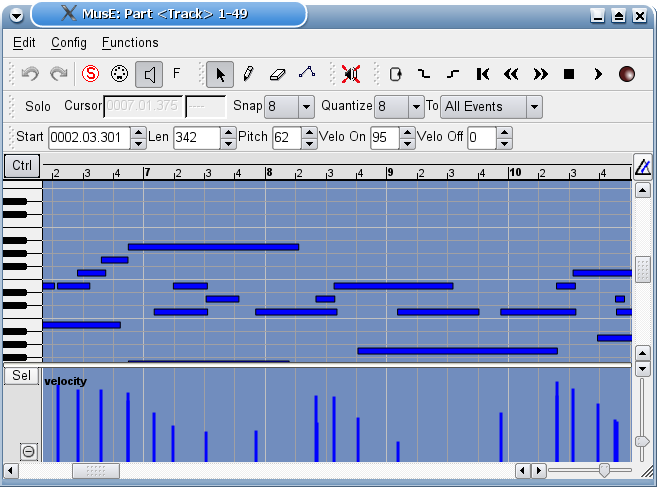 MusE: Part <Track> 1-49
Edit Config Functions
S F
Solo Cursor 0007.01.375 ---- Snap 8 Quantize 8 To All Events
Start 0002.03.301 Len 342 Pitch 62 Velo On 95 Velo Off 0
Ctrl 2 3 4 7 2 3 4 8 2 3 4 9 2 3 4 10 2 3 4
Sel velocity